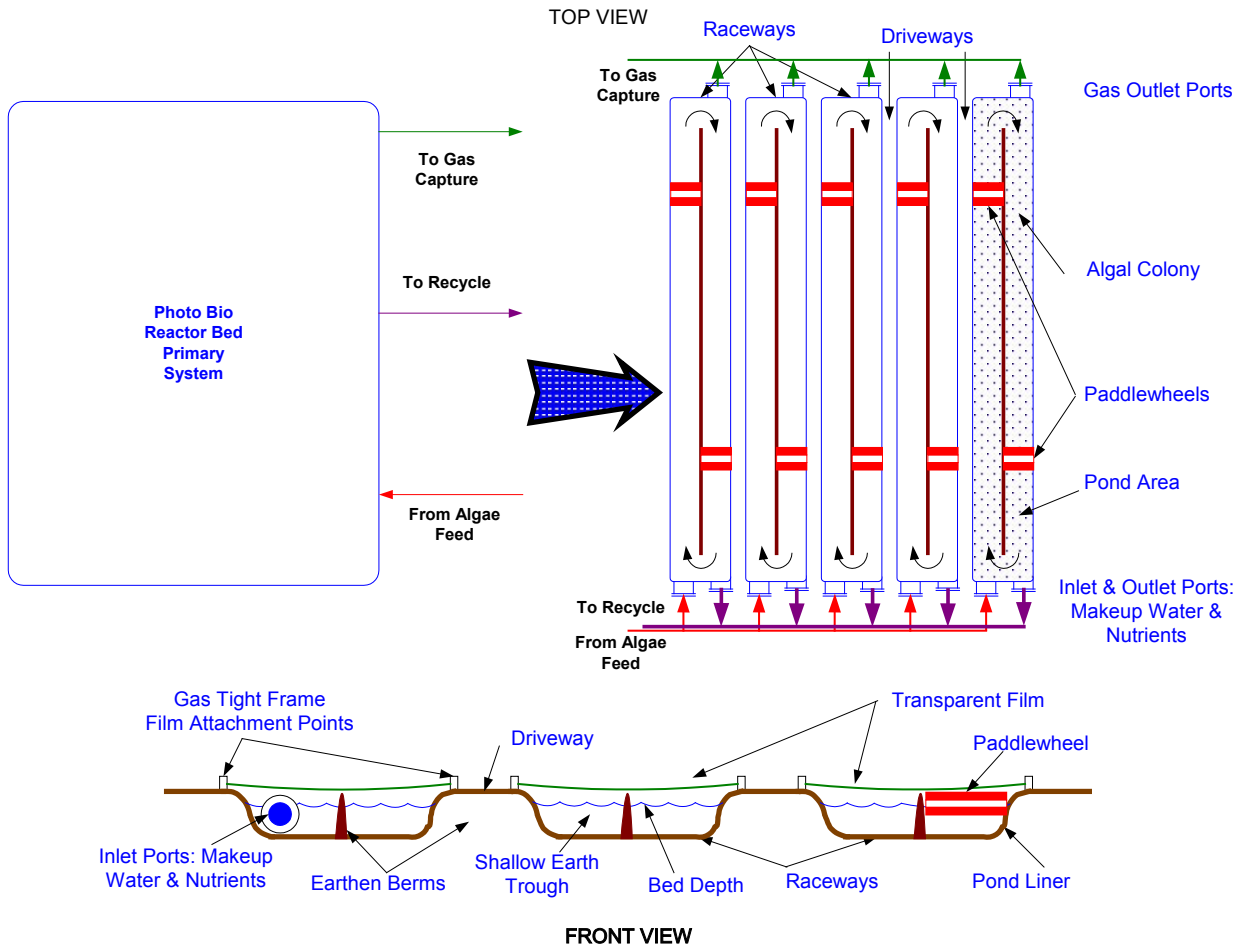 TOP VIEW
Raceways
Driveways
To Gas
Capture
Gas Outlet Ports
To Gas
Capture
To Recycle
Algal Colony
Photo Bio
Reactor Bed
Primary
System
Paddlewheels
Pond Area
From Algae
Feed
To Recycle
From Algae
Feed
Inlet & Outlet Ports:
Makeup Water &
Nutrients
Gas Tight Frame
Film Attachment Points
Driveway
Transparent Film
Paddlewheel
Inlet Ports: Makeup
Water & Nutrients
Earthen Berms
Shallow Earth
Trough
Bed Depth
Raceways
Pond Liner
FRONT VIEW